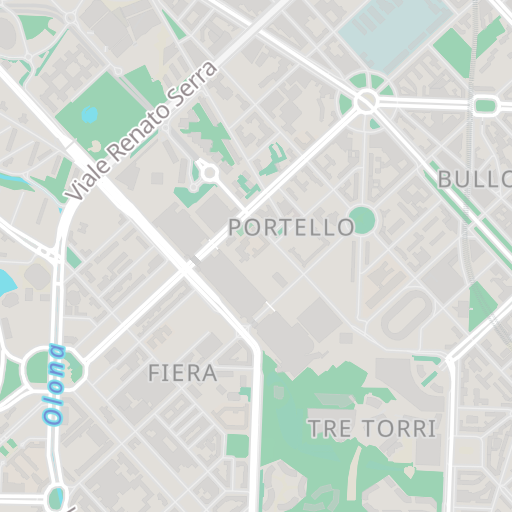 Viale Renato Serra
BULLO
PORTELLO
FIERA
Olona
TRE TORRI